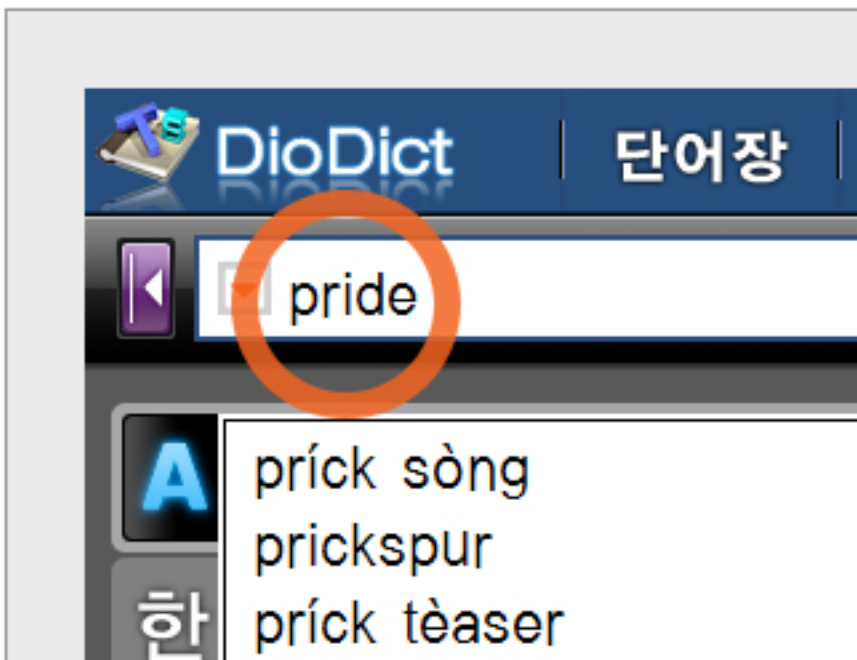 DioDict 단어장
pride
A
príck sòng
prickspur
한
príck tèaser